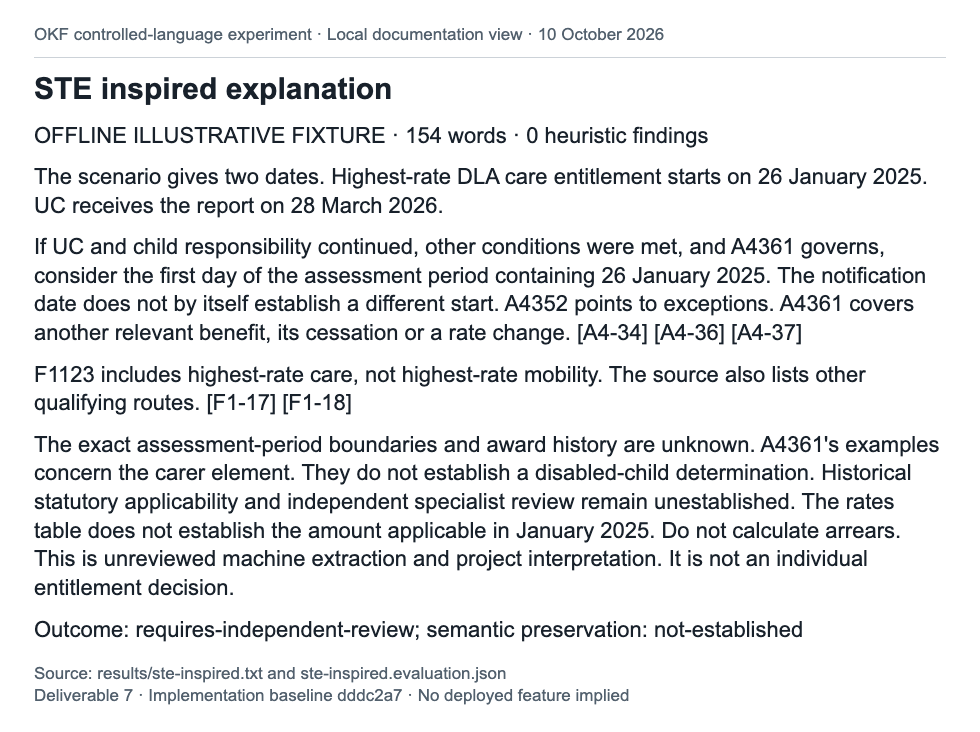 OKF controlled-language experiment · Local documentation view · 10 October 2026
STE inspired explanation
OFFLINE ILLUSTRATIVE FIXTURE · 154 words · 0 heuristic findings
The scenario gives two dates. Highest-rate DLA care entitlement starts on 26 January 2025.
UC receives the report on 28 March 2026.
If UC and child responsibility continued, other conditions were met, and A4361 governs,
consider the first day of the assessment period containing 26 January 2025. The notification
date does not by itself establish a different start. A4352 points to exceptions. A4361 covers
another relevant benefit, its cessation or a rate change. [A4-34] [A4-36] [A4-37]
F1123 includes highest-rate care, not highest-rate mobility. The source also lists other
qualifying routes. [F1-17] [F1-18]
The exact assessment-period boundaries and award history are unknown. A4361's examples
concern the carer element. They do not establish a disabled-child determination. Historical
statutory applicability and independent specialist review remain unestablished. The rates
table does not establish the amount applicable in January 2025. Do not calculate arrears.
This is unreviewed machine extraction and project interpretation. It is not an individual
entitlement decision.
Outcome: requires-independent-review; semantic preservation: not-established
Source: results/ste-inspired.txt and ste-inspired.evaluation.json
Deliverable 7 · Implementation baseline dddc2a7 · No deployed feature implied